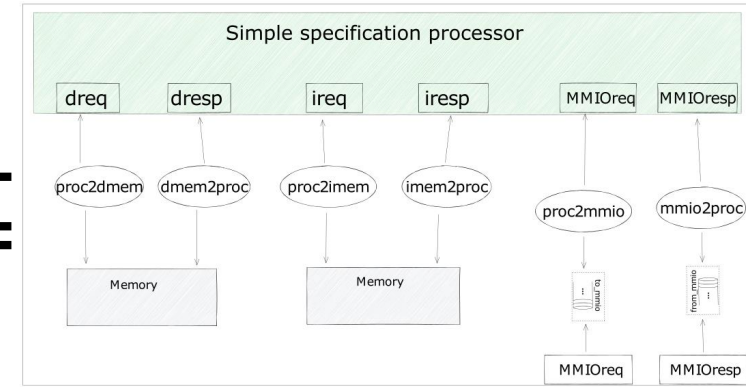 Simple specification processor
dreq dresp ireq iresp MMIOreq MMIOresp
proc2dmem dmem2proc proc2imem imem2proc proc2mmio mmio2proc
Memory Memory
to_mmio ...
from_mmio ...
MMIOreq MMIOresp